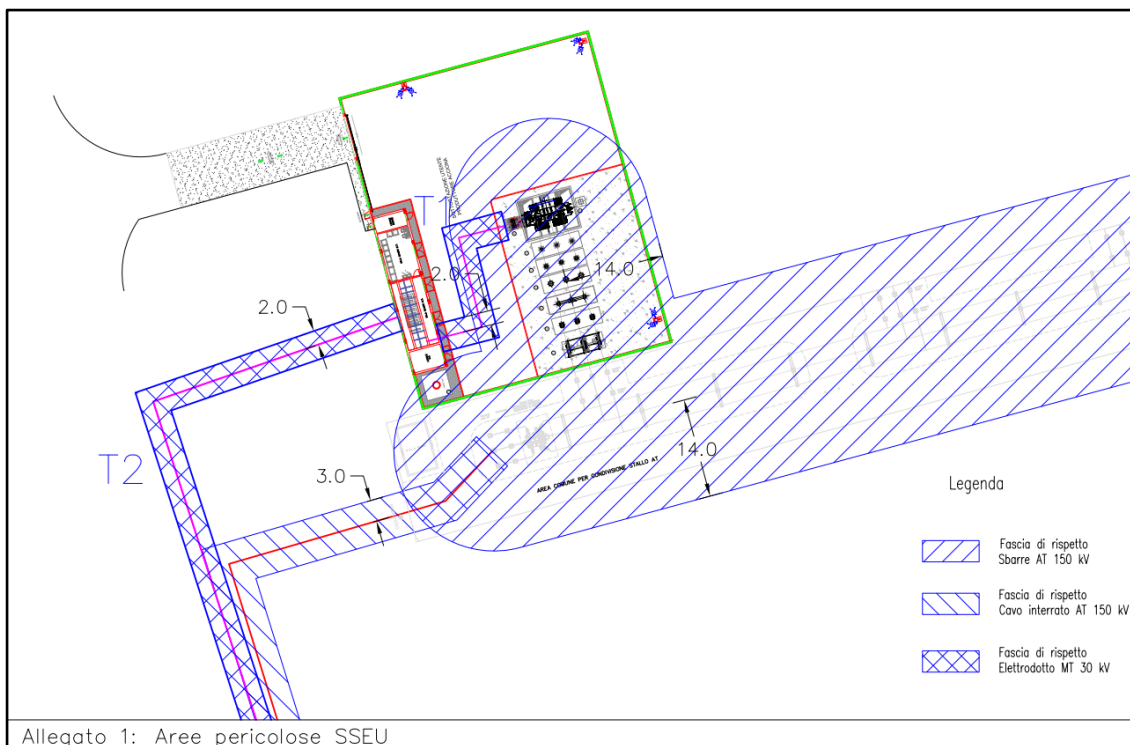 T1
14.0
2.0
2.0
T2
3.0
14.0
AREA COMUNE PER CONDIVISIONE STALLO AT
Legenda
Fascia di rispetto
Sbarre AT 150 kV
Fascia di rispetto
Cavo interrato AT 150 kV
Fascia di rispetto
Elettrodotto MT 30 kV
Allegato 1: Aree pericolose SSEU